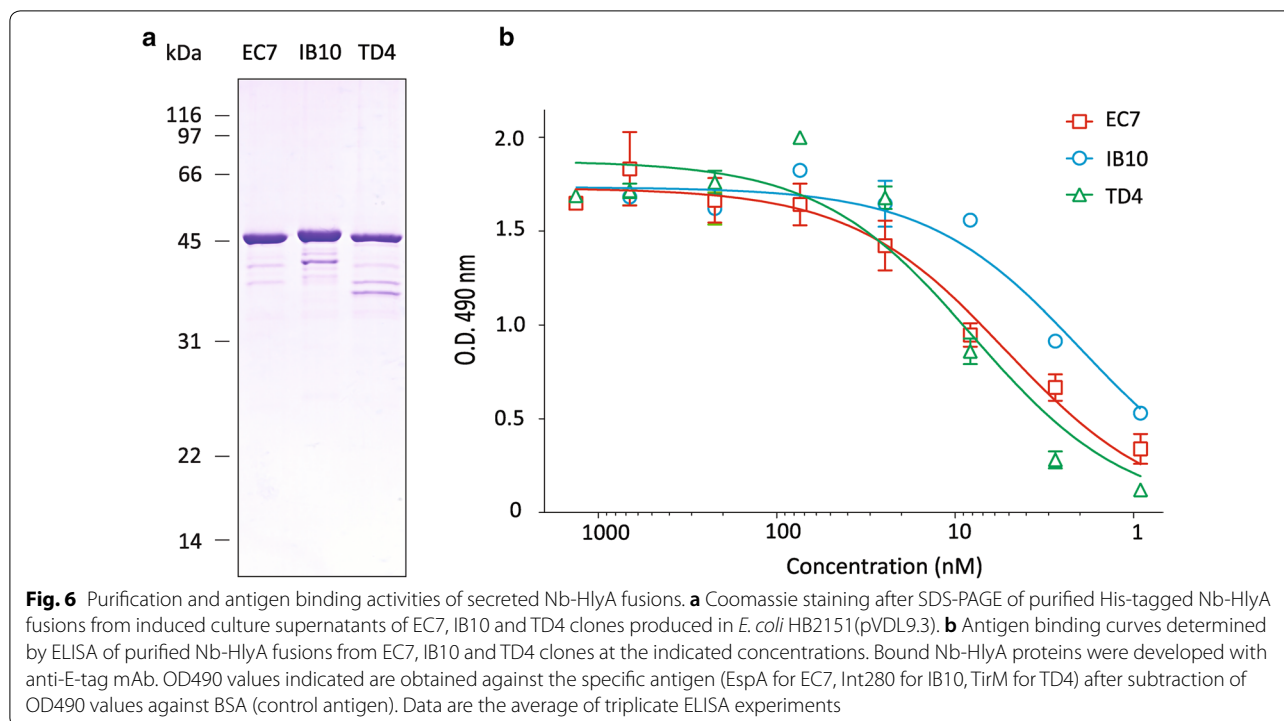 a
kDa EC7 IB10 TD4
116
97
66
45
31
22
14
b
EC7
IB10
TD4
2.0
1.5
1.0
0.5
0
O.D. 490 nm
1000 100 10 1
Concentration (nM)
Fig. 6 Purification and antigen binding activities of secreted Nb-HlyA fusions. a Coomassie staining after SDS-PAGE of purified His-tagged Nb-HlyA
fusions from induced culture supernatants of EC7, IB10 and TD4 clones produced in E. coli HB2151(pVDL9.3). b Antigen binding curves determined
by ELISA of purified Nb-HlyA fusions from EC7, IB10 and TD4 clones at the indicated concentrations. Bound Nb-HlyA proteins were developed with
anti-E-tag mAb. OD490 values indicated are obtained against the specific antigen (EspA for EC7, Int280 for IB10, TirM for TD4) after subtraction of
OD490 values against BSA (control antigen). Data are the average of triplicate ELISA experiments